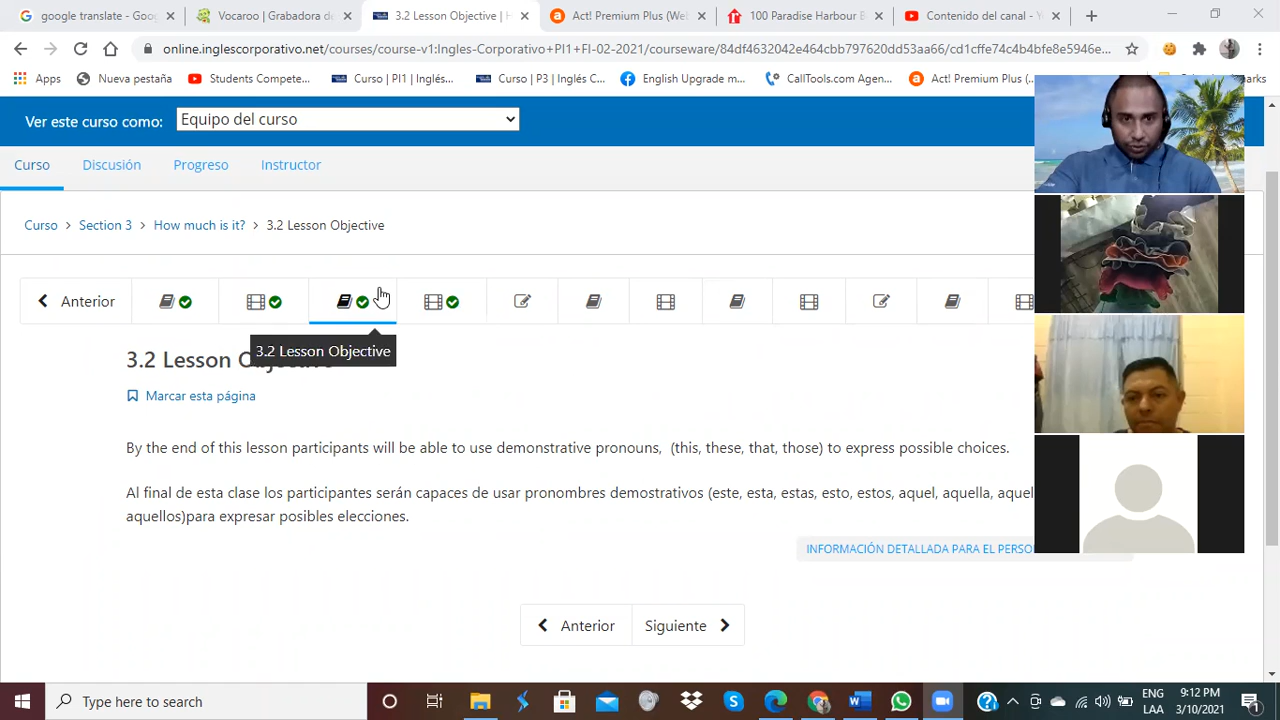 google translate - Goog
Vocaroo | Grabadora de
3.2 Lesson Objective | H
Act! Premium Plus (Web
100 Paradise Harbour B
Contenido del canal - Yo
online.inglescorporativo.net/courses/course-v1:Ingles-Corporativo+PI1+FI-02-2021/courseware/84df4632042e464cbb797620dd53aa66/cd1cffe74c4b4bfe8e5946e...
Apps
Nueva pestaña
Students Compete...
Curso | PI1 | Inglés...
Curso | P3 | Inglés C...
English Upgrade m...
CallTools.com Agen...
Act! Premium Plus (...
Ver este curso como:
Equipo del curso
Curso
Discusión
Progreso
Instructor
Curso > Section 3 > How much is it? > 3.2 Lesson Objective
Anterior
3.2 Lesson Objective
3.2 Lesson Objective
Marcar esta página
By the end of this lesson participants will be able to use demonstrative pronouns, (this, these, that, those) to express possible choices.
Al final de esta clase los participantes serán capaces de usar pronombres demostrativos (este, esta, estas, esto, estos, aquel, aquella, aquel
aquellos)para expresar posibles elecciones.
INFORMACIÓN DETALLADA PARA EL PERSO
Anterior
Siguiente
Type here to search
ENG
LAA
9:12 PM
3/10/2021